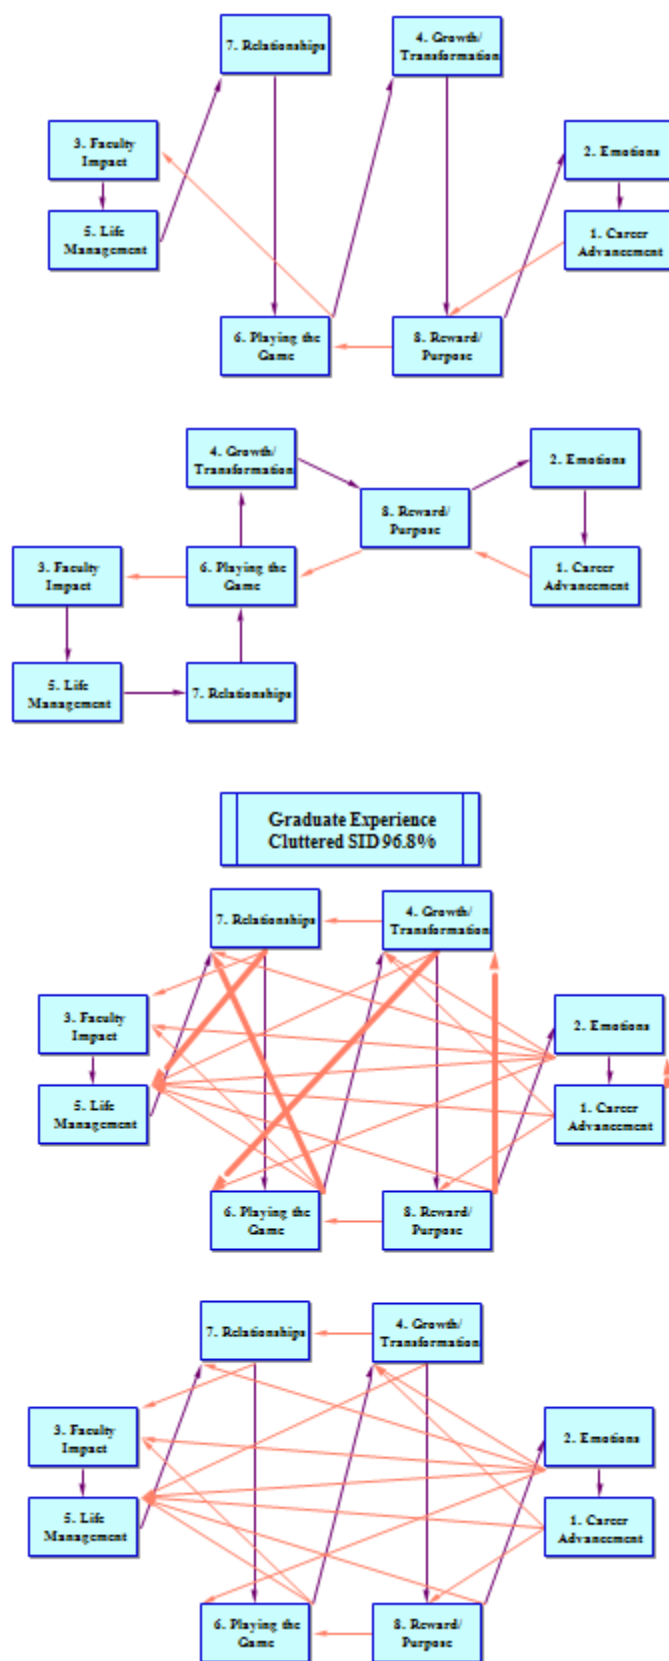 7. Relationships
4. Growth/
Transformation
3. Faculty
Impact
2. Emotions
5. Life
Management
1. Career
Advancement
6. Playing the
Game
8. Reward/
Purpose
4. Growth/
Transformation
2. Emotions
8. Reward/
Purpose
3. Faculty
Impact
6. Playing the
Game
1. Career
Advancement
5. Life
Management
7. Relationships
Graduate Experience
Cluttered SID 96.8%
7. Relationships
4. Growth/
Transformation
3. Faculty
Impact
2. Emotions
5. Life
Management
1. Career
Advancement
6. Playing the
Game
8. Reward/
Purpose
7. Relationships
4. Growth/
Transformation
3. Faculty
Impact
2. Emotions
5. Life
Management
1. Career
Advancement
6. Playing the
Game
8. Reward/
Purpose